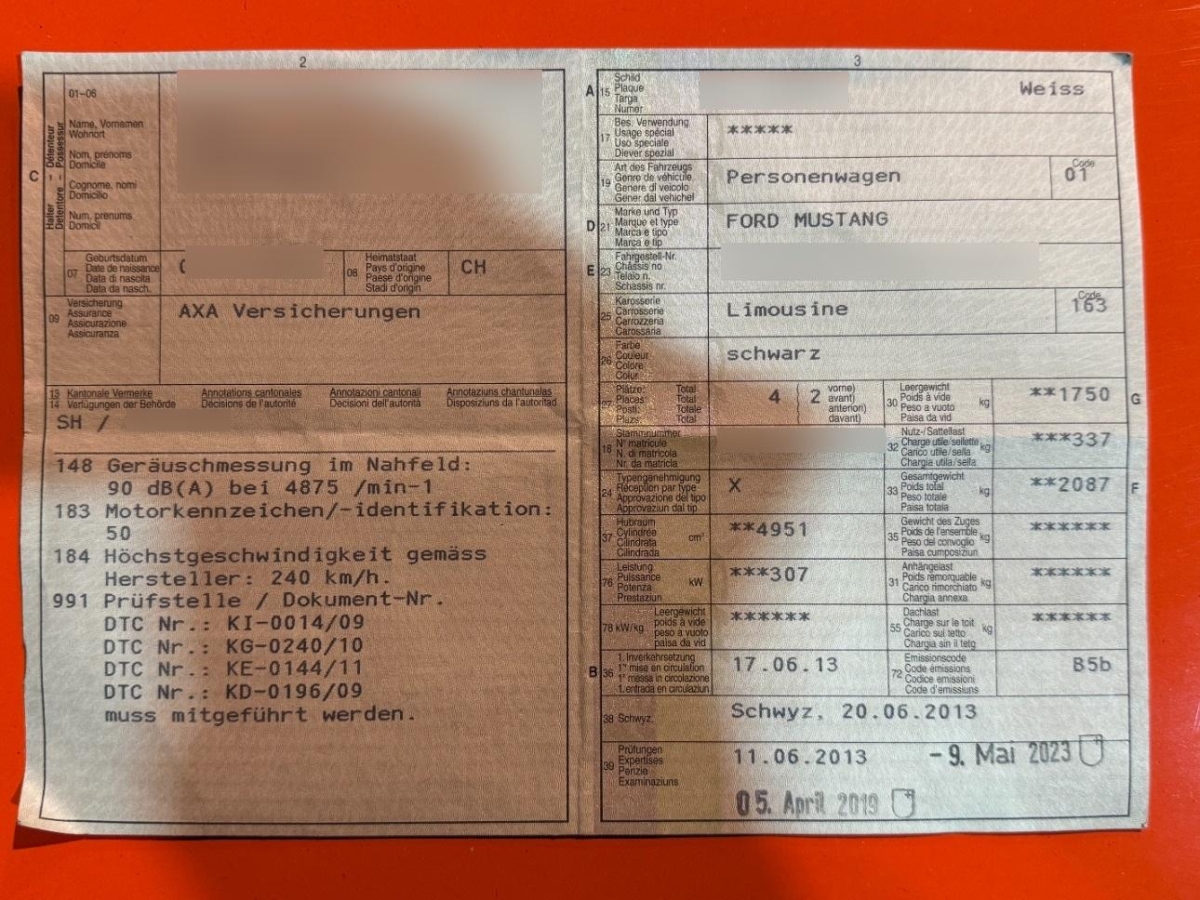 2
01-06
Name, Vornamen
Wohnort
Nom, prénoms
Domicile
Cognome, nomi
Domicilio
Num, prenums
Domicil
C
Halter – Détenteur
Detentore – Possessur
07
Geburtsdatum
Date de naissance
Data di nascita
Data da nasch.
08
Heimatstaat
Pays d'origine
Paese d'origine
Stadi d'origin
CH
09
Versicherung
Assurance
Assicurazione
Assicuranza
AXA Versicherungen
13
14
Kantonale Vermerke
Verfügungen der Behörde
Annotations cantonales
Décisions de l'autorité
Annotazioni cantonali
Decisioni dell'autorità
Annotaziuns chantunalas
Disposiziuns da l'autoritad
SH /
148 Geräuschmessung im Nahfeld:
90 dB(A) bei 4875 /min-1
183 Motorkennzeichen/-identifikation:
50
184 Höchstgeschwindigkeit gemäss
Hersteller: 240 km/h.
991 Prüfstelle / Dokument-Nr.
DTC Nr.: KI-0014/09
DTC Nr.: KG-0240/10
DTC Nr.: KE-0144/11
DTC Nr.: KD-0196/09
muss mitgeführt werden.
3
A
15
Schild
Plaque
Targa
Numer
Weiss
17
Bes. Verwendung
Usage spécial
Uso speciale
Diever spezial
*****
19
Art des Fahrzeugs
Genre de véhicule
Genere di veicolo
Gener dal vehichel
Personenwagen
Code
01
D
21
Marke und Typ
Marque et type
Marca e tipo
Marca e tip
FORD MUSTANG
E
23
Fahrgestell-Nr.
Châssis no
Telaio n.
Schassis nr.
25
Karosserie
Carrosserie
Carrozzeria
Carossaria
Limousine
Code
163
26
Farbe
Couleur
Colore
Colur
schwarz
27
Plätze: Total
Places: Total
Posti: Totale
Plazs: Total
4 ( 2
vorne)
avant)
anteriori)
davant)
30
Leergewicht
Poids à vide
Peso a vuoto
Paisa da vid
kg
**1750
G
18
Stammnummer
N° matricule
N. di matricola
Nr. da matricla
32
Nutz-/Sattellast
Charge utile/sellette
Carico utile/sella
Chargia utila/sella
kg
***337
24
Typengenehmigung
Réception par type
Approvazione del tipo
Approvaziun dal tip
X
33
Gesamtgewicht
Poids total
Peso totale
Paisa totala
kg
**2087
F
37
Hubraum
Cylindrée
Cilindrata
Cilindrada
cm³
**4951
35
Gewicht des Zuges
Poids de l'ensemble
Peso del convoglio
Paisa cumposiziun
kg
******
76
Leistung
Puissance
Potenza
Prestaziun
kW
***307
31
Anhängelast
Poids remorquable
Carico rimorchiato
Chargia annexa
kg
******
78 kW/kg
Leergewicht
poids à vide
peso a vuoto
paisa da vid
******
55
Dachlast
Charge sur le toit
Carico sul tetto
Chargia sin il tetg
kg
******
B
36
1. Inverkehrsetzung
1re mise en circulation
1a messa in circolazione
1. entrada en circulaziun
17.06.13
72
Emissionscode
Code émissions
Codice emissioni
Code d'emissiuns
B5b
38 Schwyz,
Schwyz, 20.06.2013
39
Prüfungen
Expertises
Perizie
Examinaziuns
11.06.2013
- 9. Mai 2023
05. April 2019